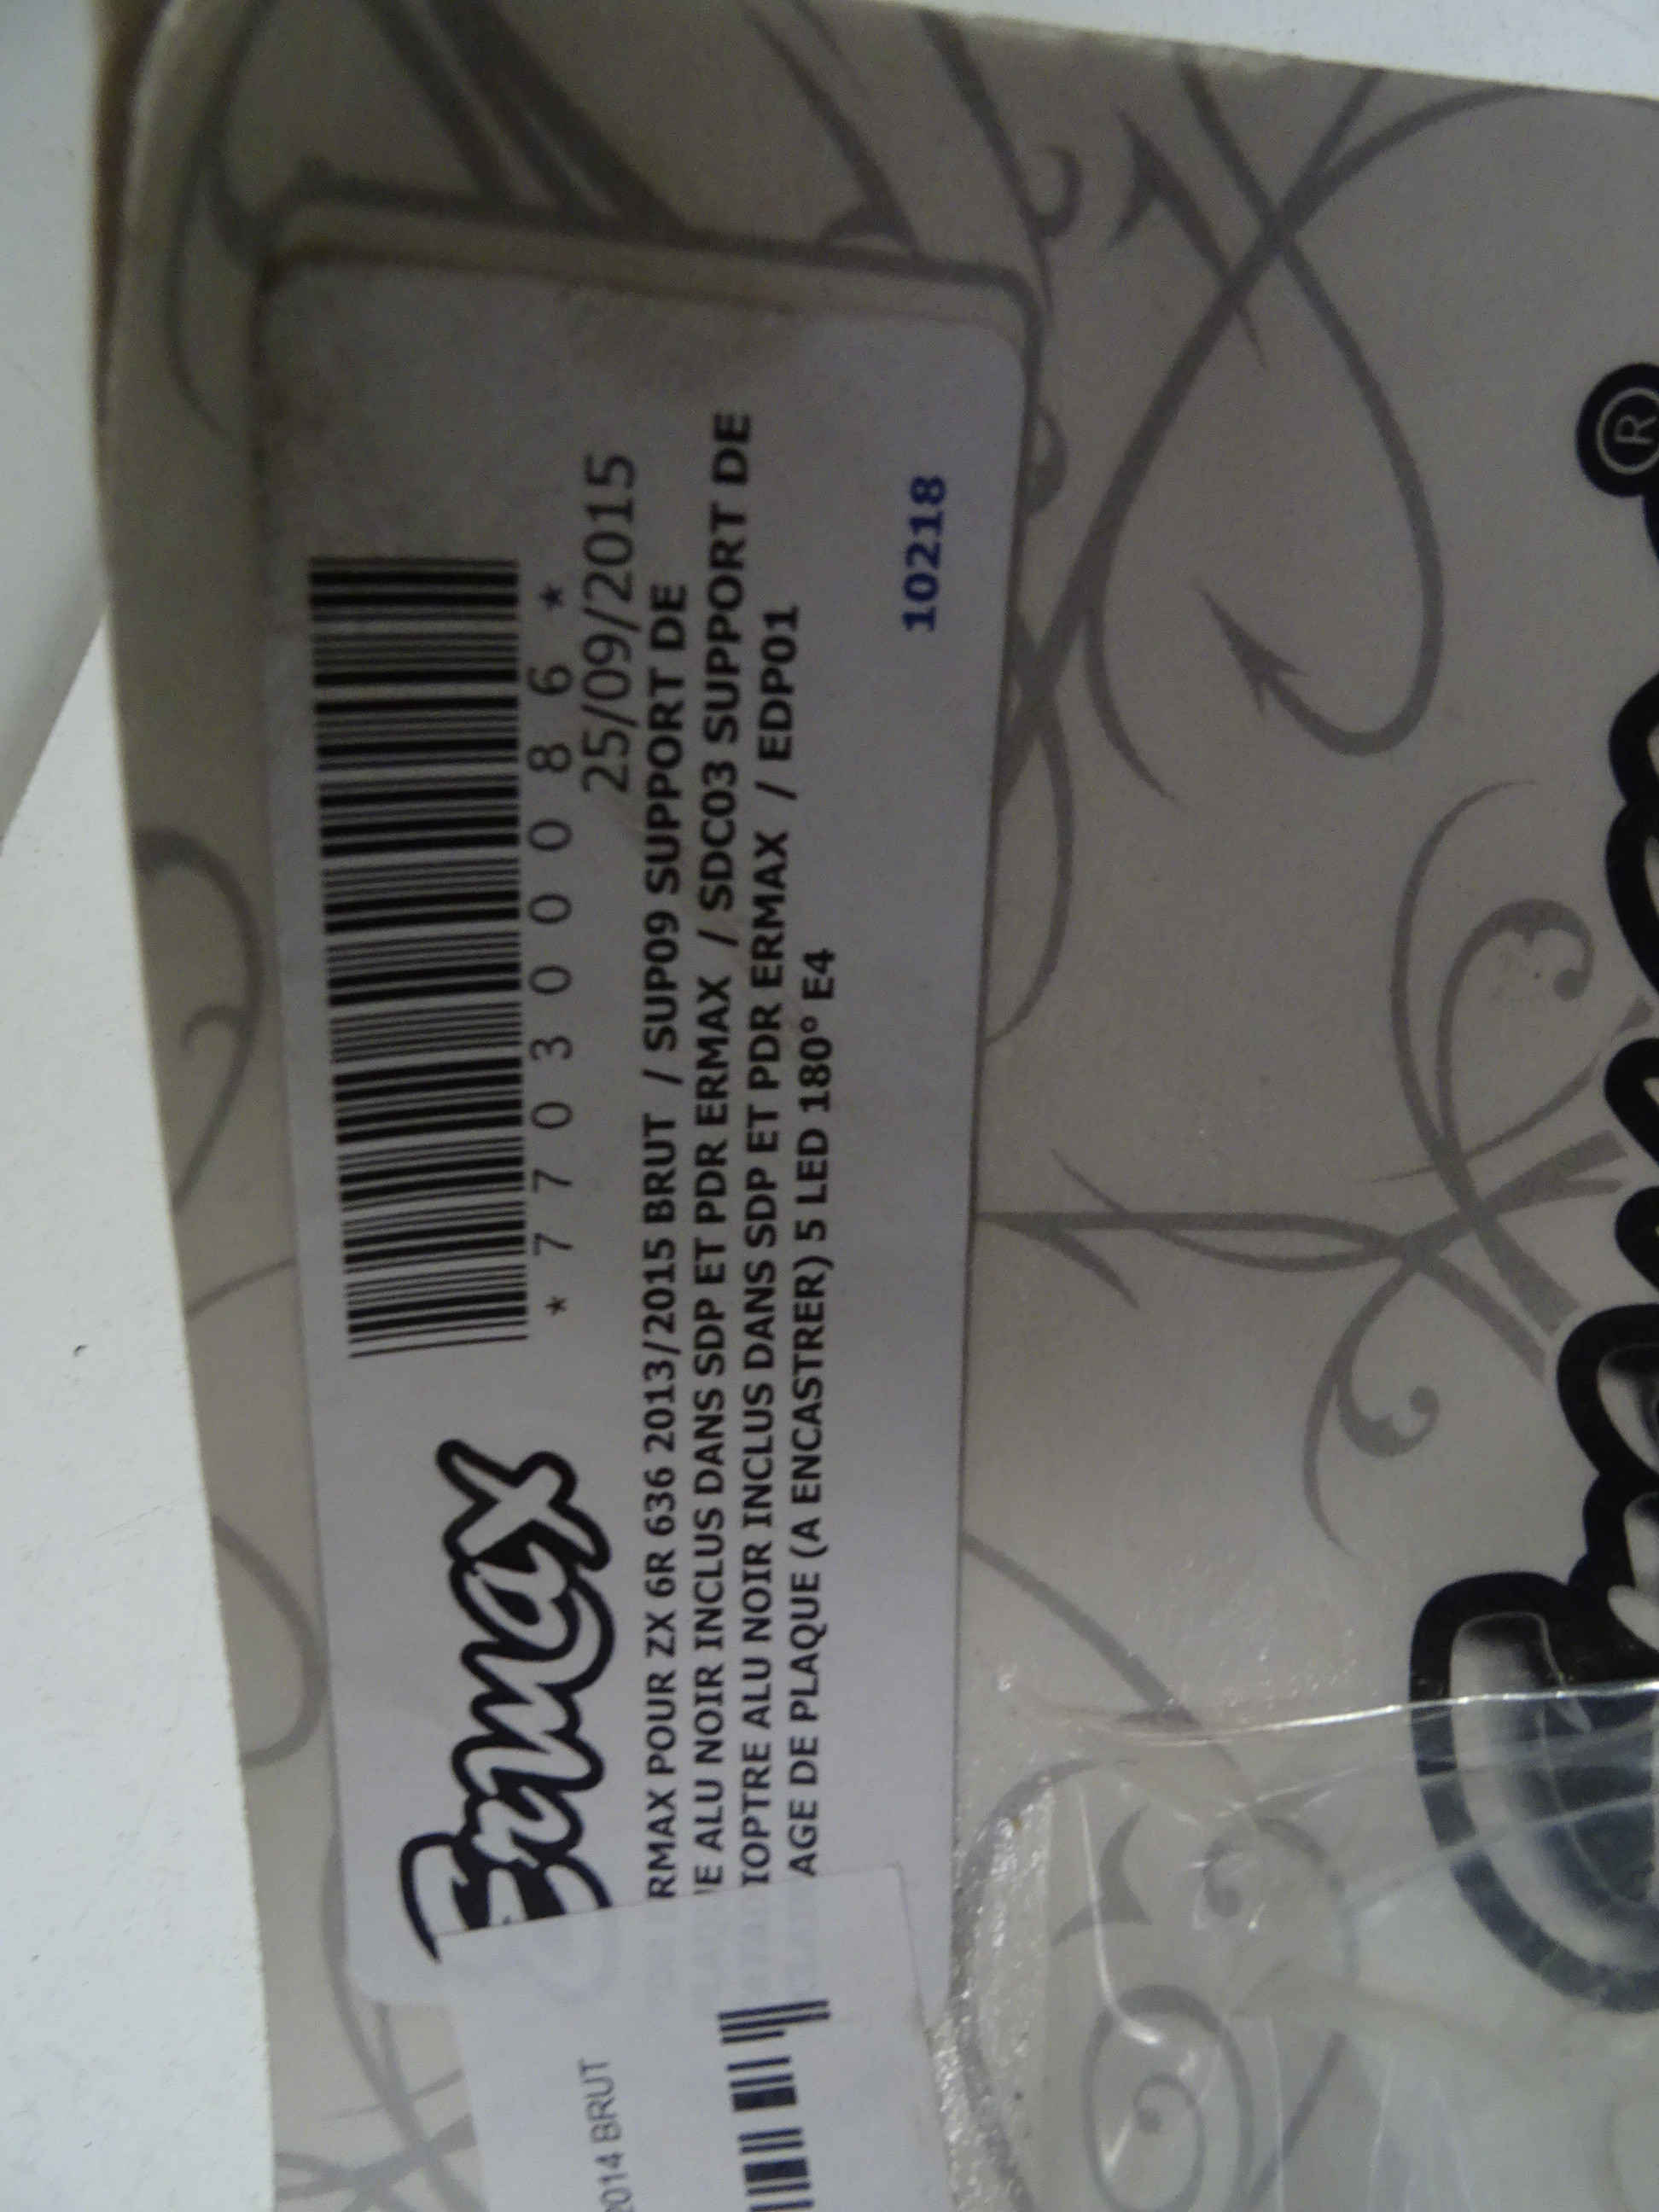 Ermax
* 7 7 0 3 0 0 0 8 6 *
25/09/2015
RMAX POUR ZX 6R 636 2013/2015 BRUT / SUP09 SUPPORT DE
E ALU NOIR INCLUS DANS SDP ET PDR ERMAX / SDC03 SUPPORT DE
IOPTRE ALU NOIR INCLUS DANS SDP ET PDR ERMAX / EDP01
AGE DE PLAQUE (A ENCASTRER) 5 LED 180° E4
10218
2014 BRUT
®